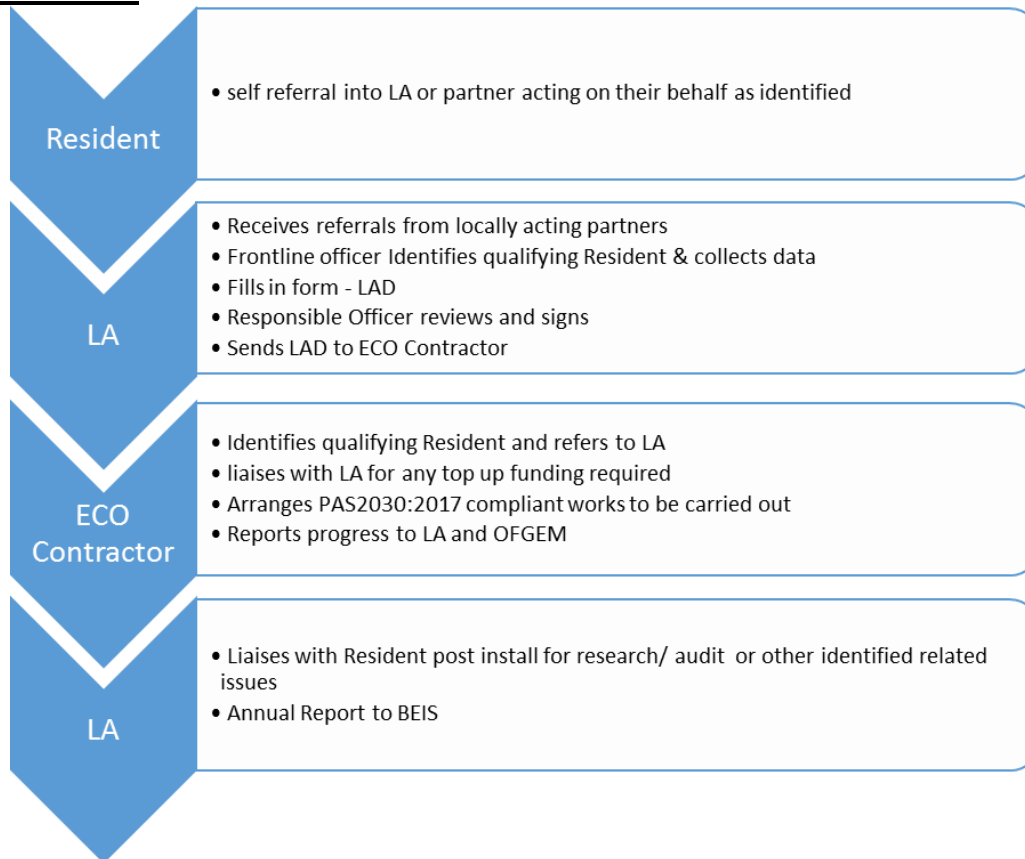 Resident
• self referral into LA or partner acting on their behalf as identified
LA
• Receives referrals from locally acting partners
• Frontline officer Identifies qualifying Resident & collects data
• Fills in form - LAD
• Responsible Officer reviews and signs
• Sends LAD to ECO Contractor
ECO
Contractor
• Identifies qualifying Resident and refers to LA
• liaises with LA for any top up funding required
• Arranges PAS2030:2017 compliant works to be carried out
• Reports progress to LA and OFGEM
LA
• Liaises with Resident post install for research/ audit or other identified related
issues
• Annual Report to BEIS